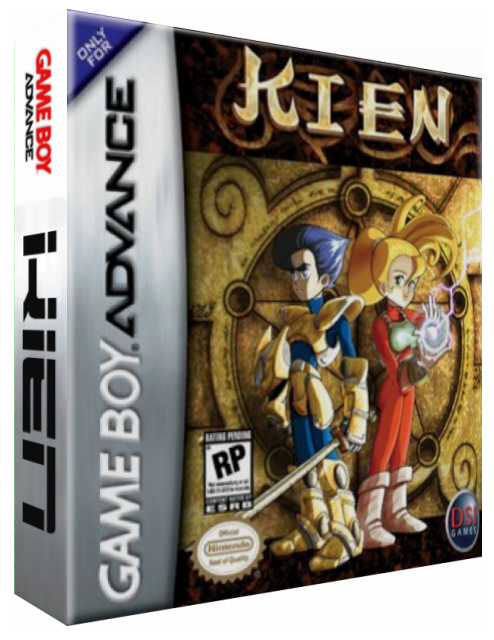 GAME BOY
ADVANCE
KIEN
ONLY
FOR
GAME BOY ADVANCE
KIEN
RATING PENDING
RP
ESRB
Official
Nintendo
Seal of Quality
DSI
GAMES